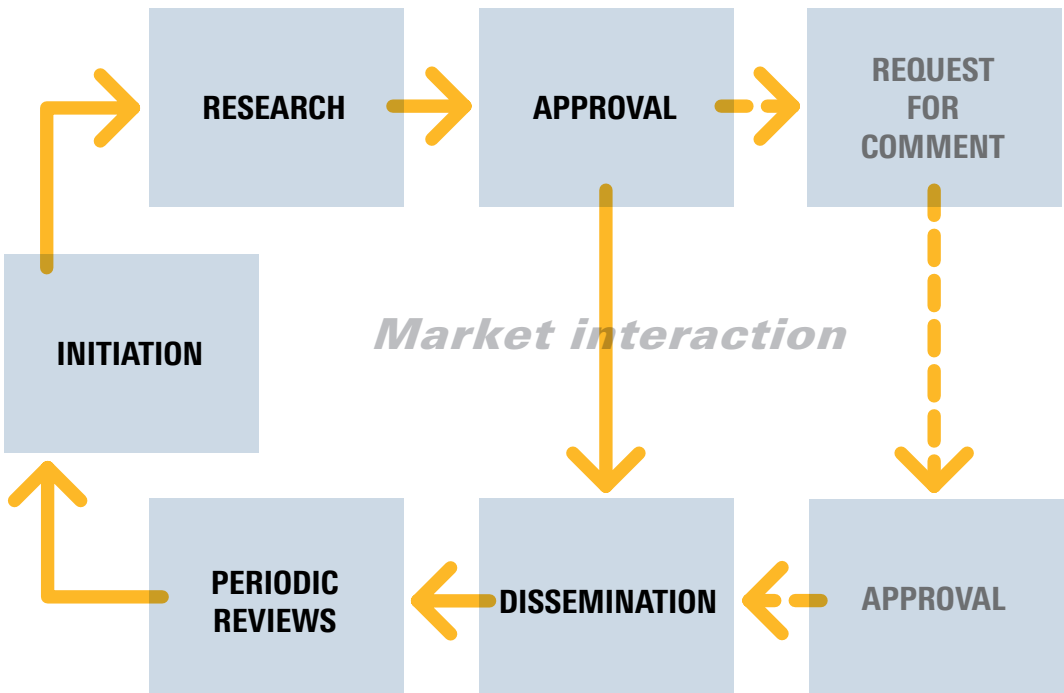 RESEARCH
APPROVAL
REQUEST
FOR
COMMENT
INITIATION
Market interaction
PERIODIC
REVIEWS
DISSEMINATION
APPROVAL